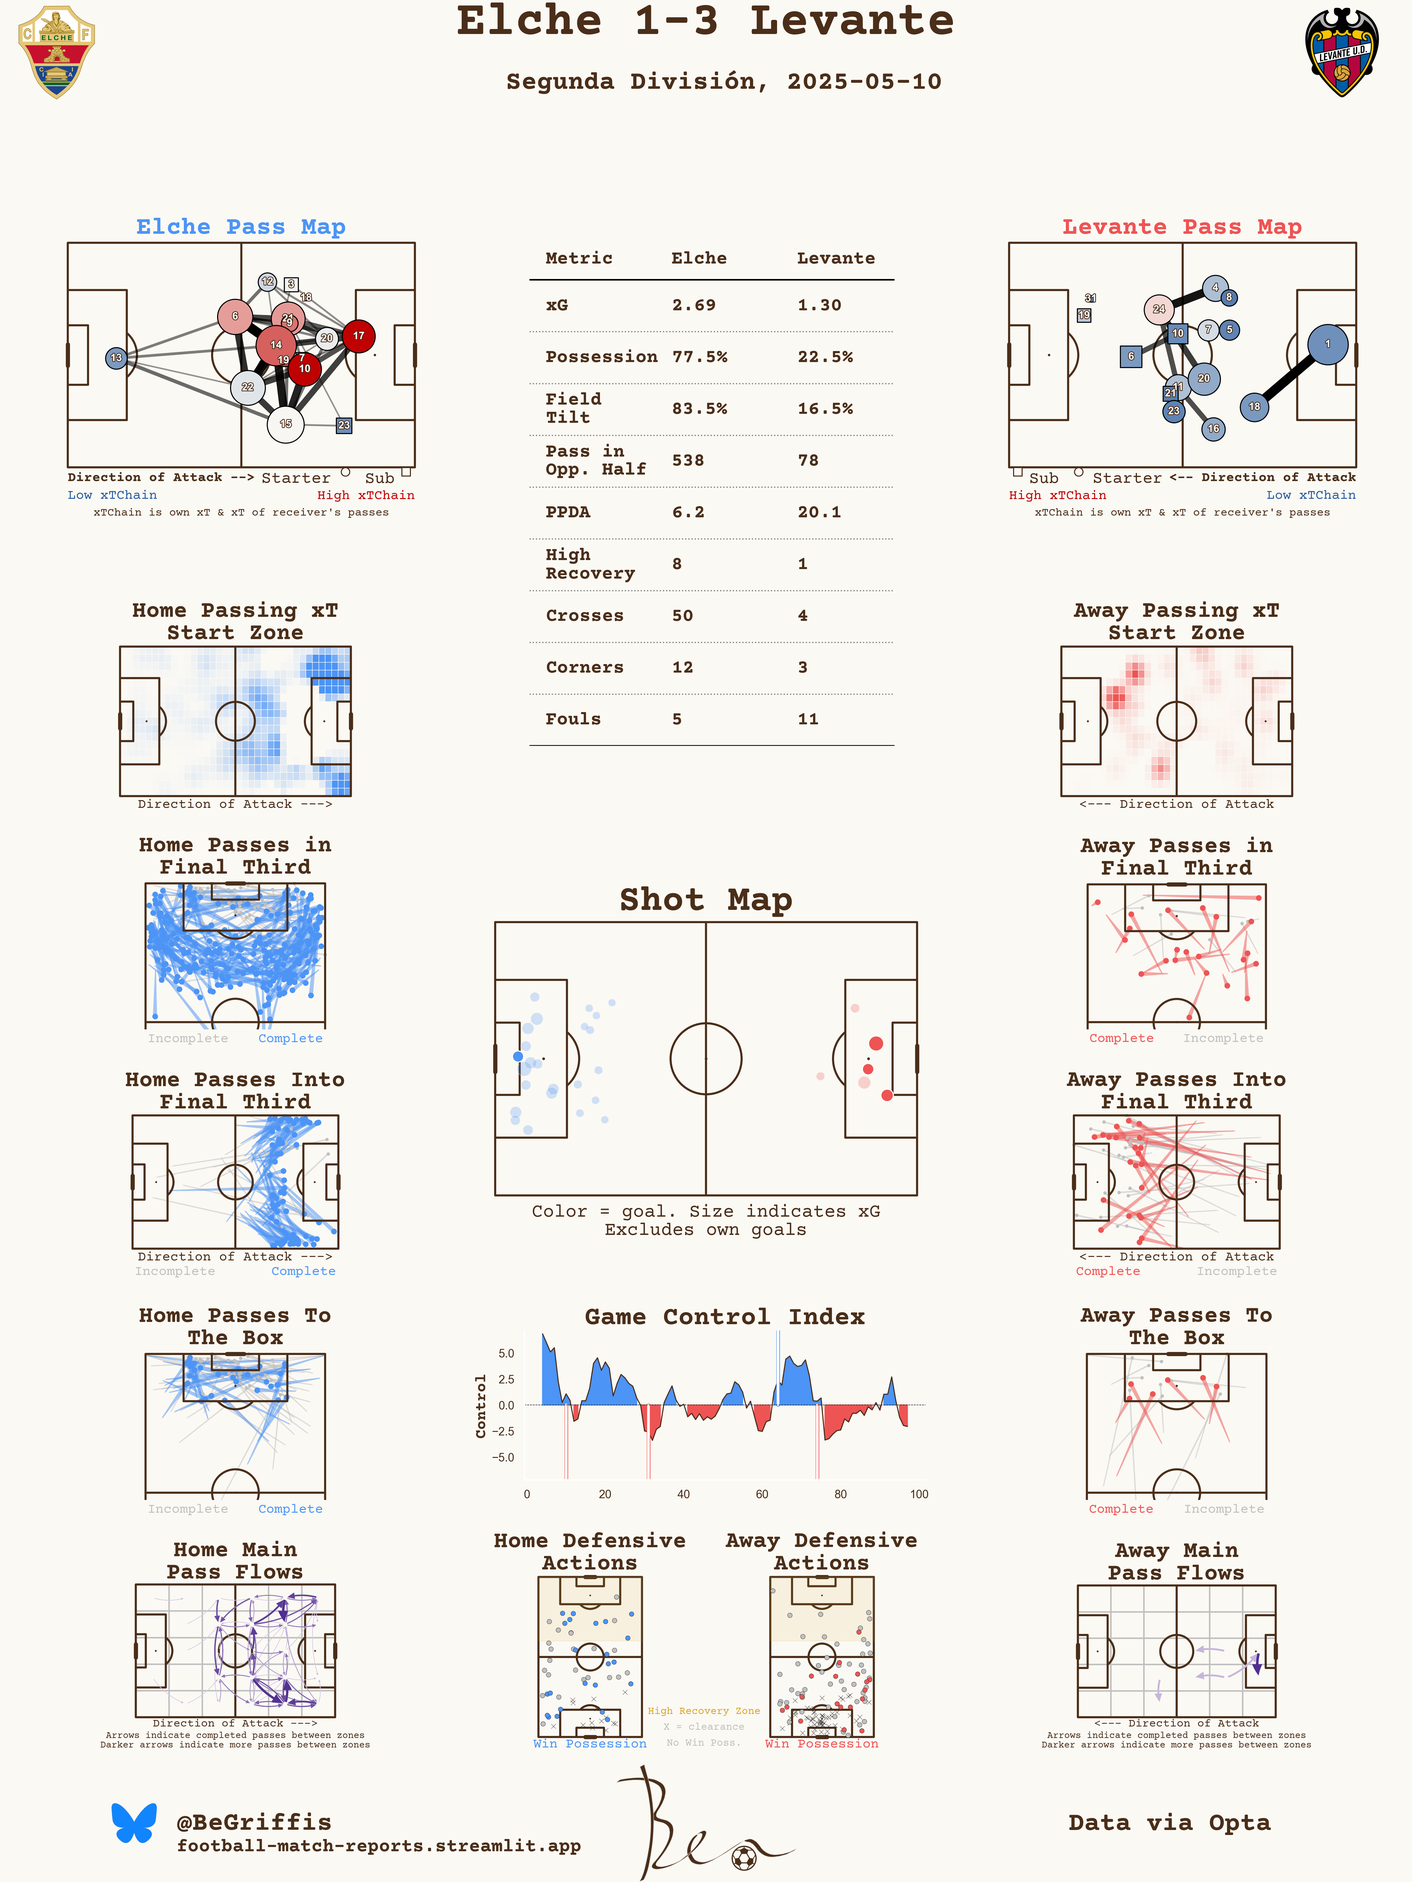 Elche 1-3 Levante
Segunda División, 2025-05-10
C F
ELCHE
LEVANTE U.D.
Elche Pass Map
12 3 18 6 21 9 14 20 17 19 7 10 13 22 15 23
Direction of Attack --> Starter Sub
Low xTChain High xTChain
xTChain is own xT & xT of receiver's passes
Metric Elche Levante
xG 2.69 1.30
Possession 77.5% 22.5%
Field
Tilt 83.5% 16.5%
Pass in
Opp. Half 538 78
PPDA 6.2 20.1
High
Recovery 8 1
Crosses 50 4
Corners 12 3
Fouls 5 11
Levante Pass Map
31 19 24 4 8 10 7 5 6 1 20 11 21 23 18 16
Sub Starter <-- Direction of Attack
High xTChain Low xTChain
xTChain is own xT & xT of receiver's passes
Home Passing xT
Start Zone
Direction of Attack --->
Away Passing xT
Start Zone
<--- Direction of Attack
Home Passes in
Final Third
Incomplete Complete
Away Passes in
Final Third
Complete Incomplete
Shot Map
Color = goal. Size indicates xG
Excludes own goals
Home Passes Into
Final Third
Direction of Attack --->
Incomplete Complete
Away Passes Into
Final Third
<--- Direction of Attack
Complete Incomplete
Home Passes To
The Box
Incomplete Complete
Game Control Index
Control
5.0
2.5
0.0
−2.5
−5.0
0 20 40 60 80 100
Away Passes To
The Box
Complete Incomplete
Home Main
Pass Flows
Direction of Attack --->
Arrows indicate completed passes between zones
Darker arrows indicate more passes between zones
Home Defensive
Actions
Win Possession
High Recovery Zone
X = clearance
No Win Poss.
Away Defensive
Actions
Win Possession
Away Main
Pass Flows
<--- Direction of Attack
Arrows indicate completed passes between zones
Darker arrows indicate more passes between zones
@BeGriffis
football-match-reports.streamlit.app
Ben
Data via Opta